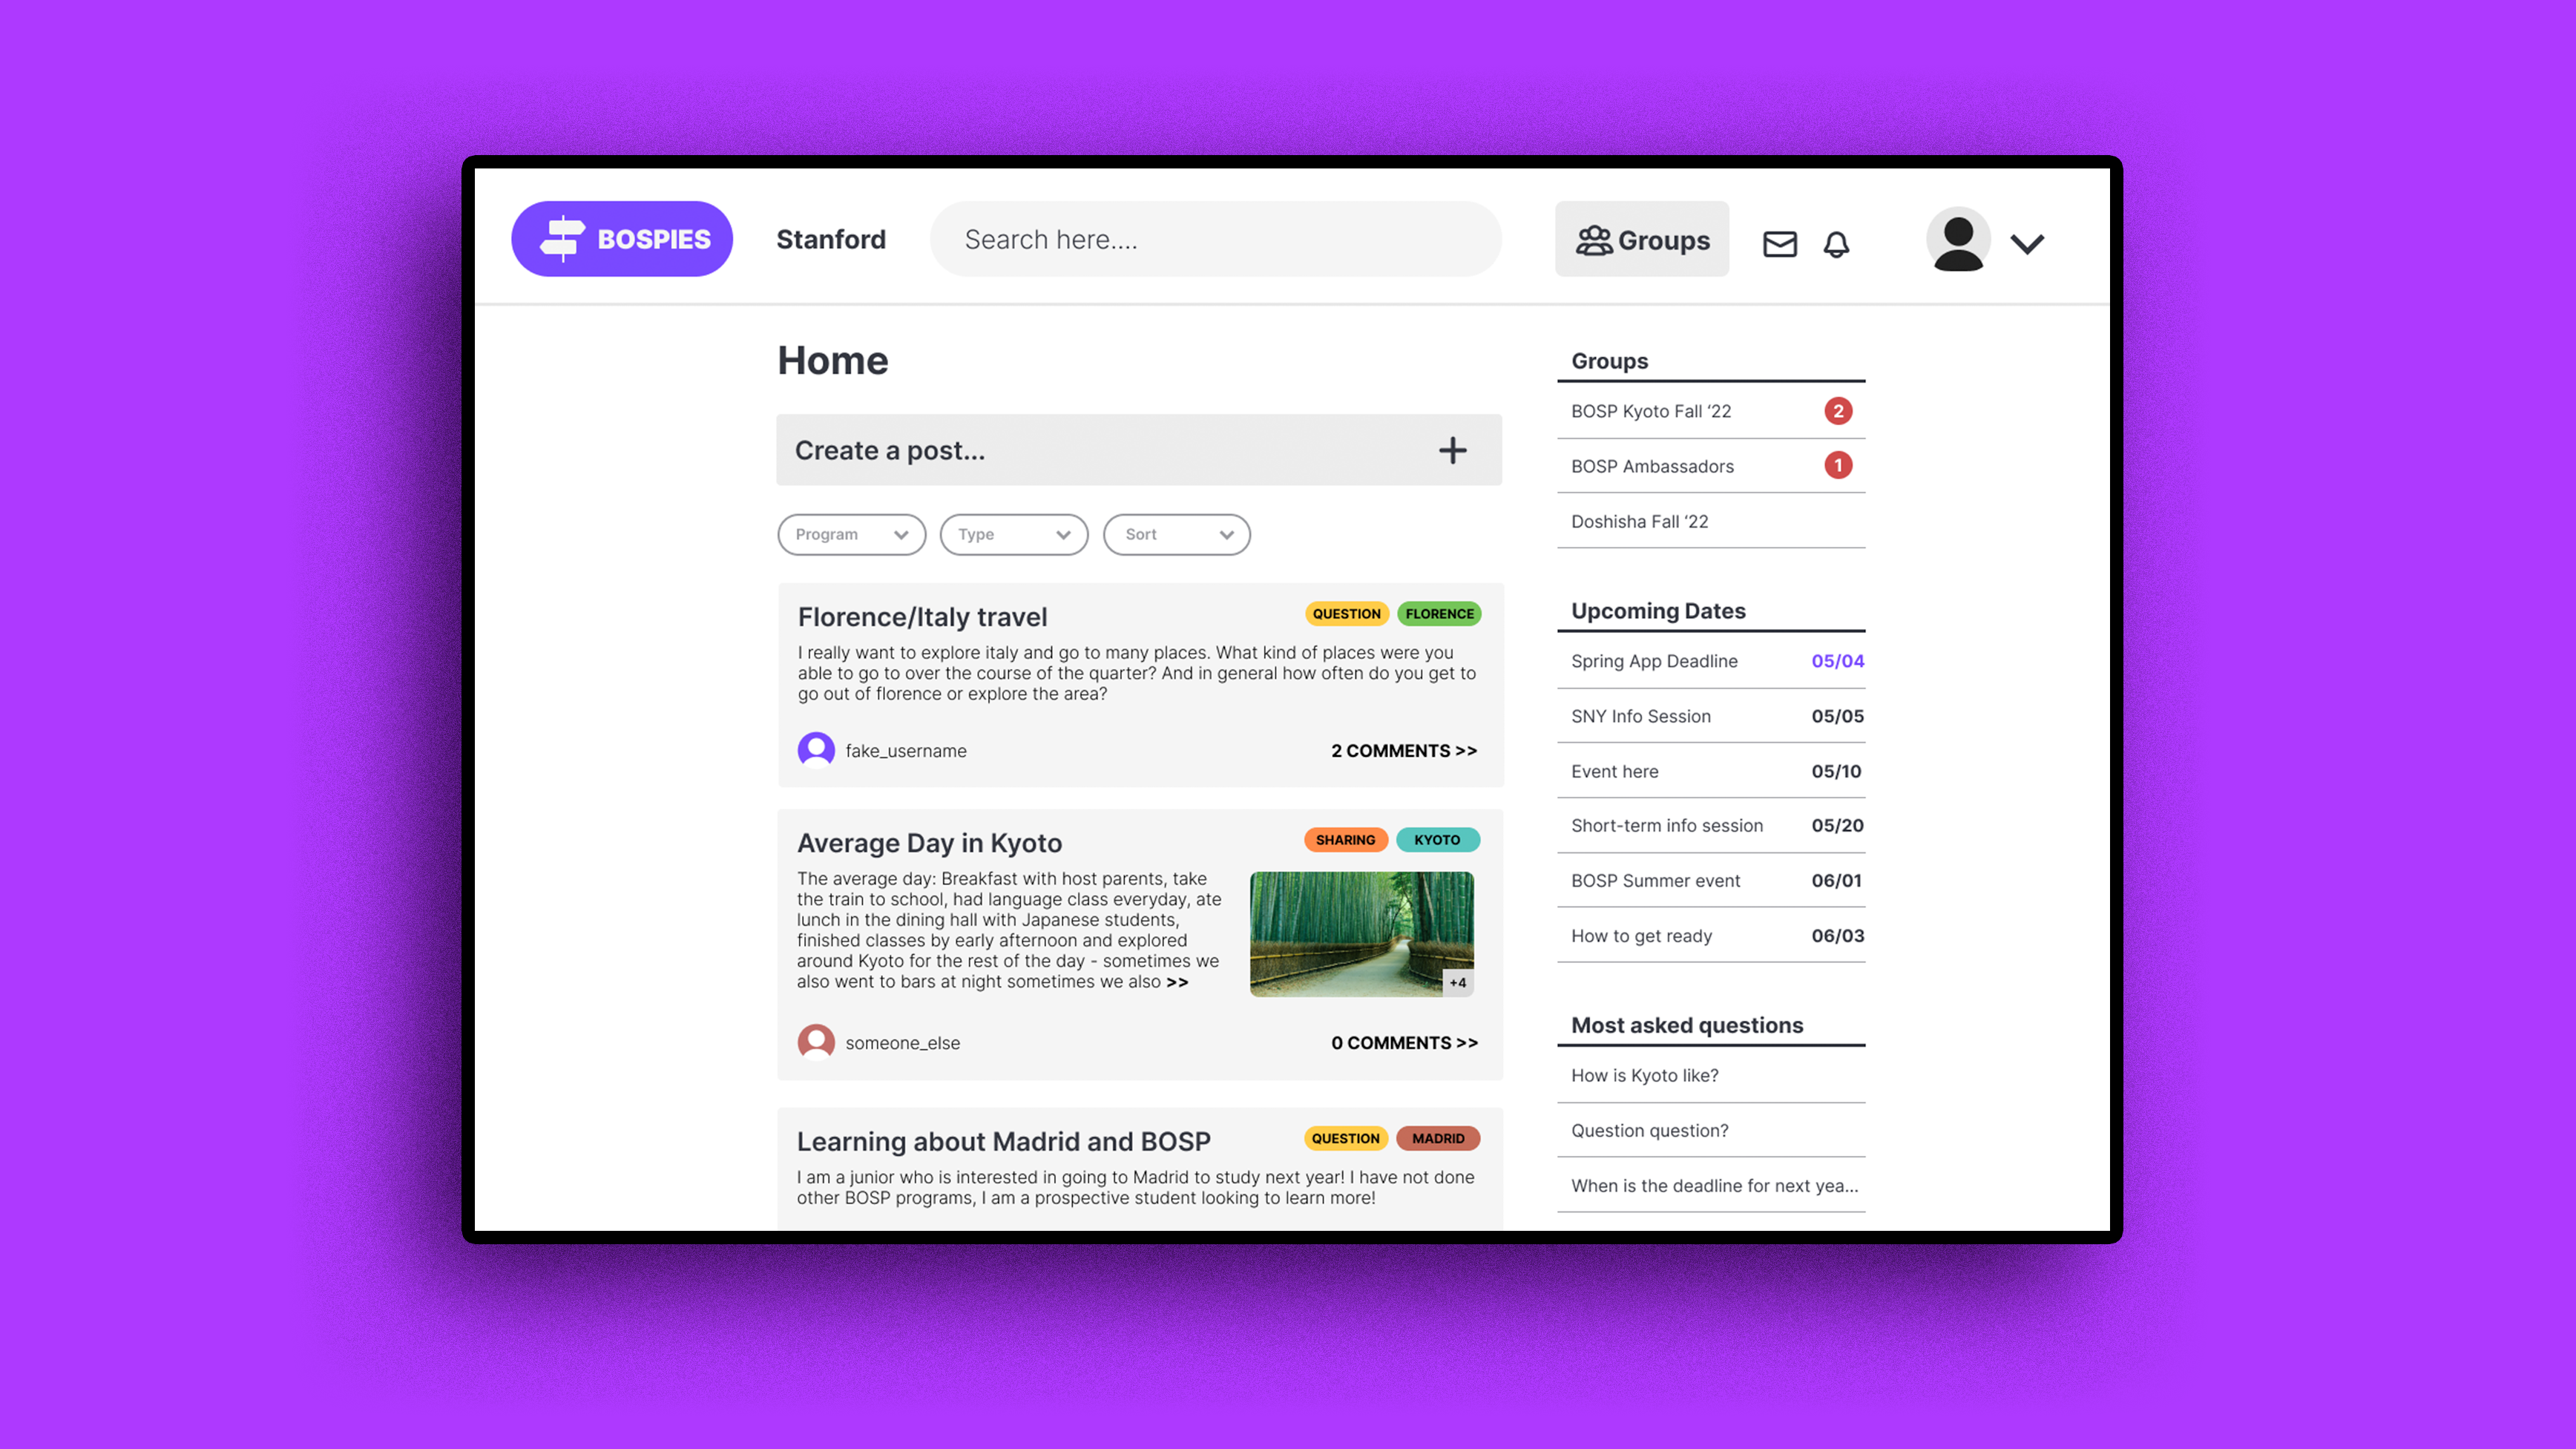 BOSPIES
Stanford
Search here....
Groups
Home
Create a post...
Program
Type
Sort
Florence/Italy travel
QUESTION
FLORENCE
I really want to explore italy and go to many places. What kind of places were you
able to go to over the course of the quarter? And in general how often do you get to
go out of florence or explore the area?
fake_username
2 COMMENTS >>
Average Day in Kyoto
SHARING
KYOTO
The average day: Breakfast with host parents, take
the train to school, had language class everyday, ate
lunch in the dining hall with Japanese students,
finished classes by early afternoon and explored
around Kyoto for the rest of the day - sometimes we
also went to bars at night sometimes we also >>
+4
someone_else
0 COMMENTS >>
Learning about Madrid and BOSP
QUESTION
MADRID
I am a junior who is interested in going to Madrid to study next year! I have not done
other BOSP programs, I am a prospective student looking to learn more!
Groups
BOSP Kyoto Fall ‘22
2
BOSP Ambassadors
1
Doshisha Fall ‘22
Upcoming Dates
Spring App Deadline 05/04
SNY Info Session 05/05
Event here 05/10
Short-term info session 05/20
BOSP Summer event 06/01
How to get ready 06/03
Most asked questions
How is Kyoto like?
Question question?
When is the deadline for next yea...